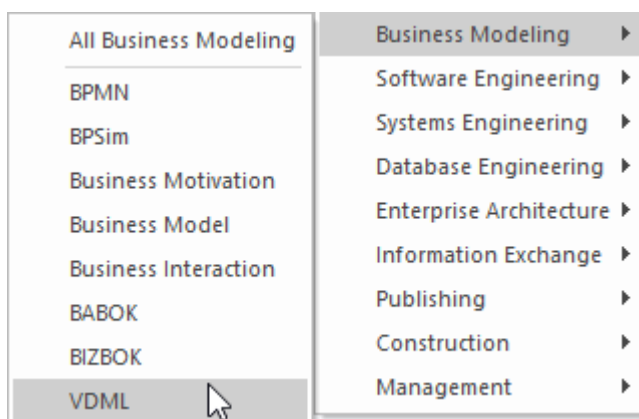 All Business Modeling
BPMN
BPSim
Business Motivation
Business Model
Business Interaction
BABOK
BIZBOK
VDML
Business Modeling
Software Engineering
Systems Engineering
Database Engineering
Enterprise Architecture
Information Exchange
Publishing
Construction
Management